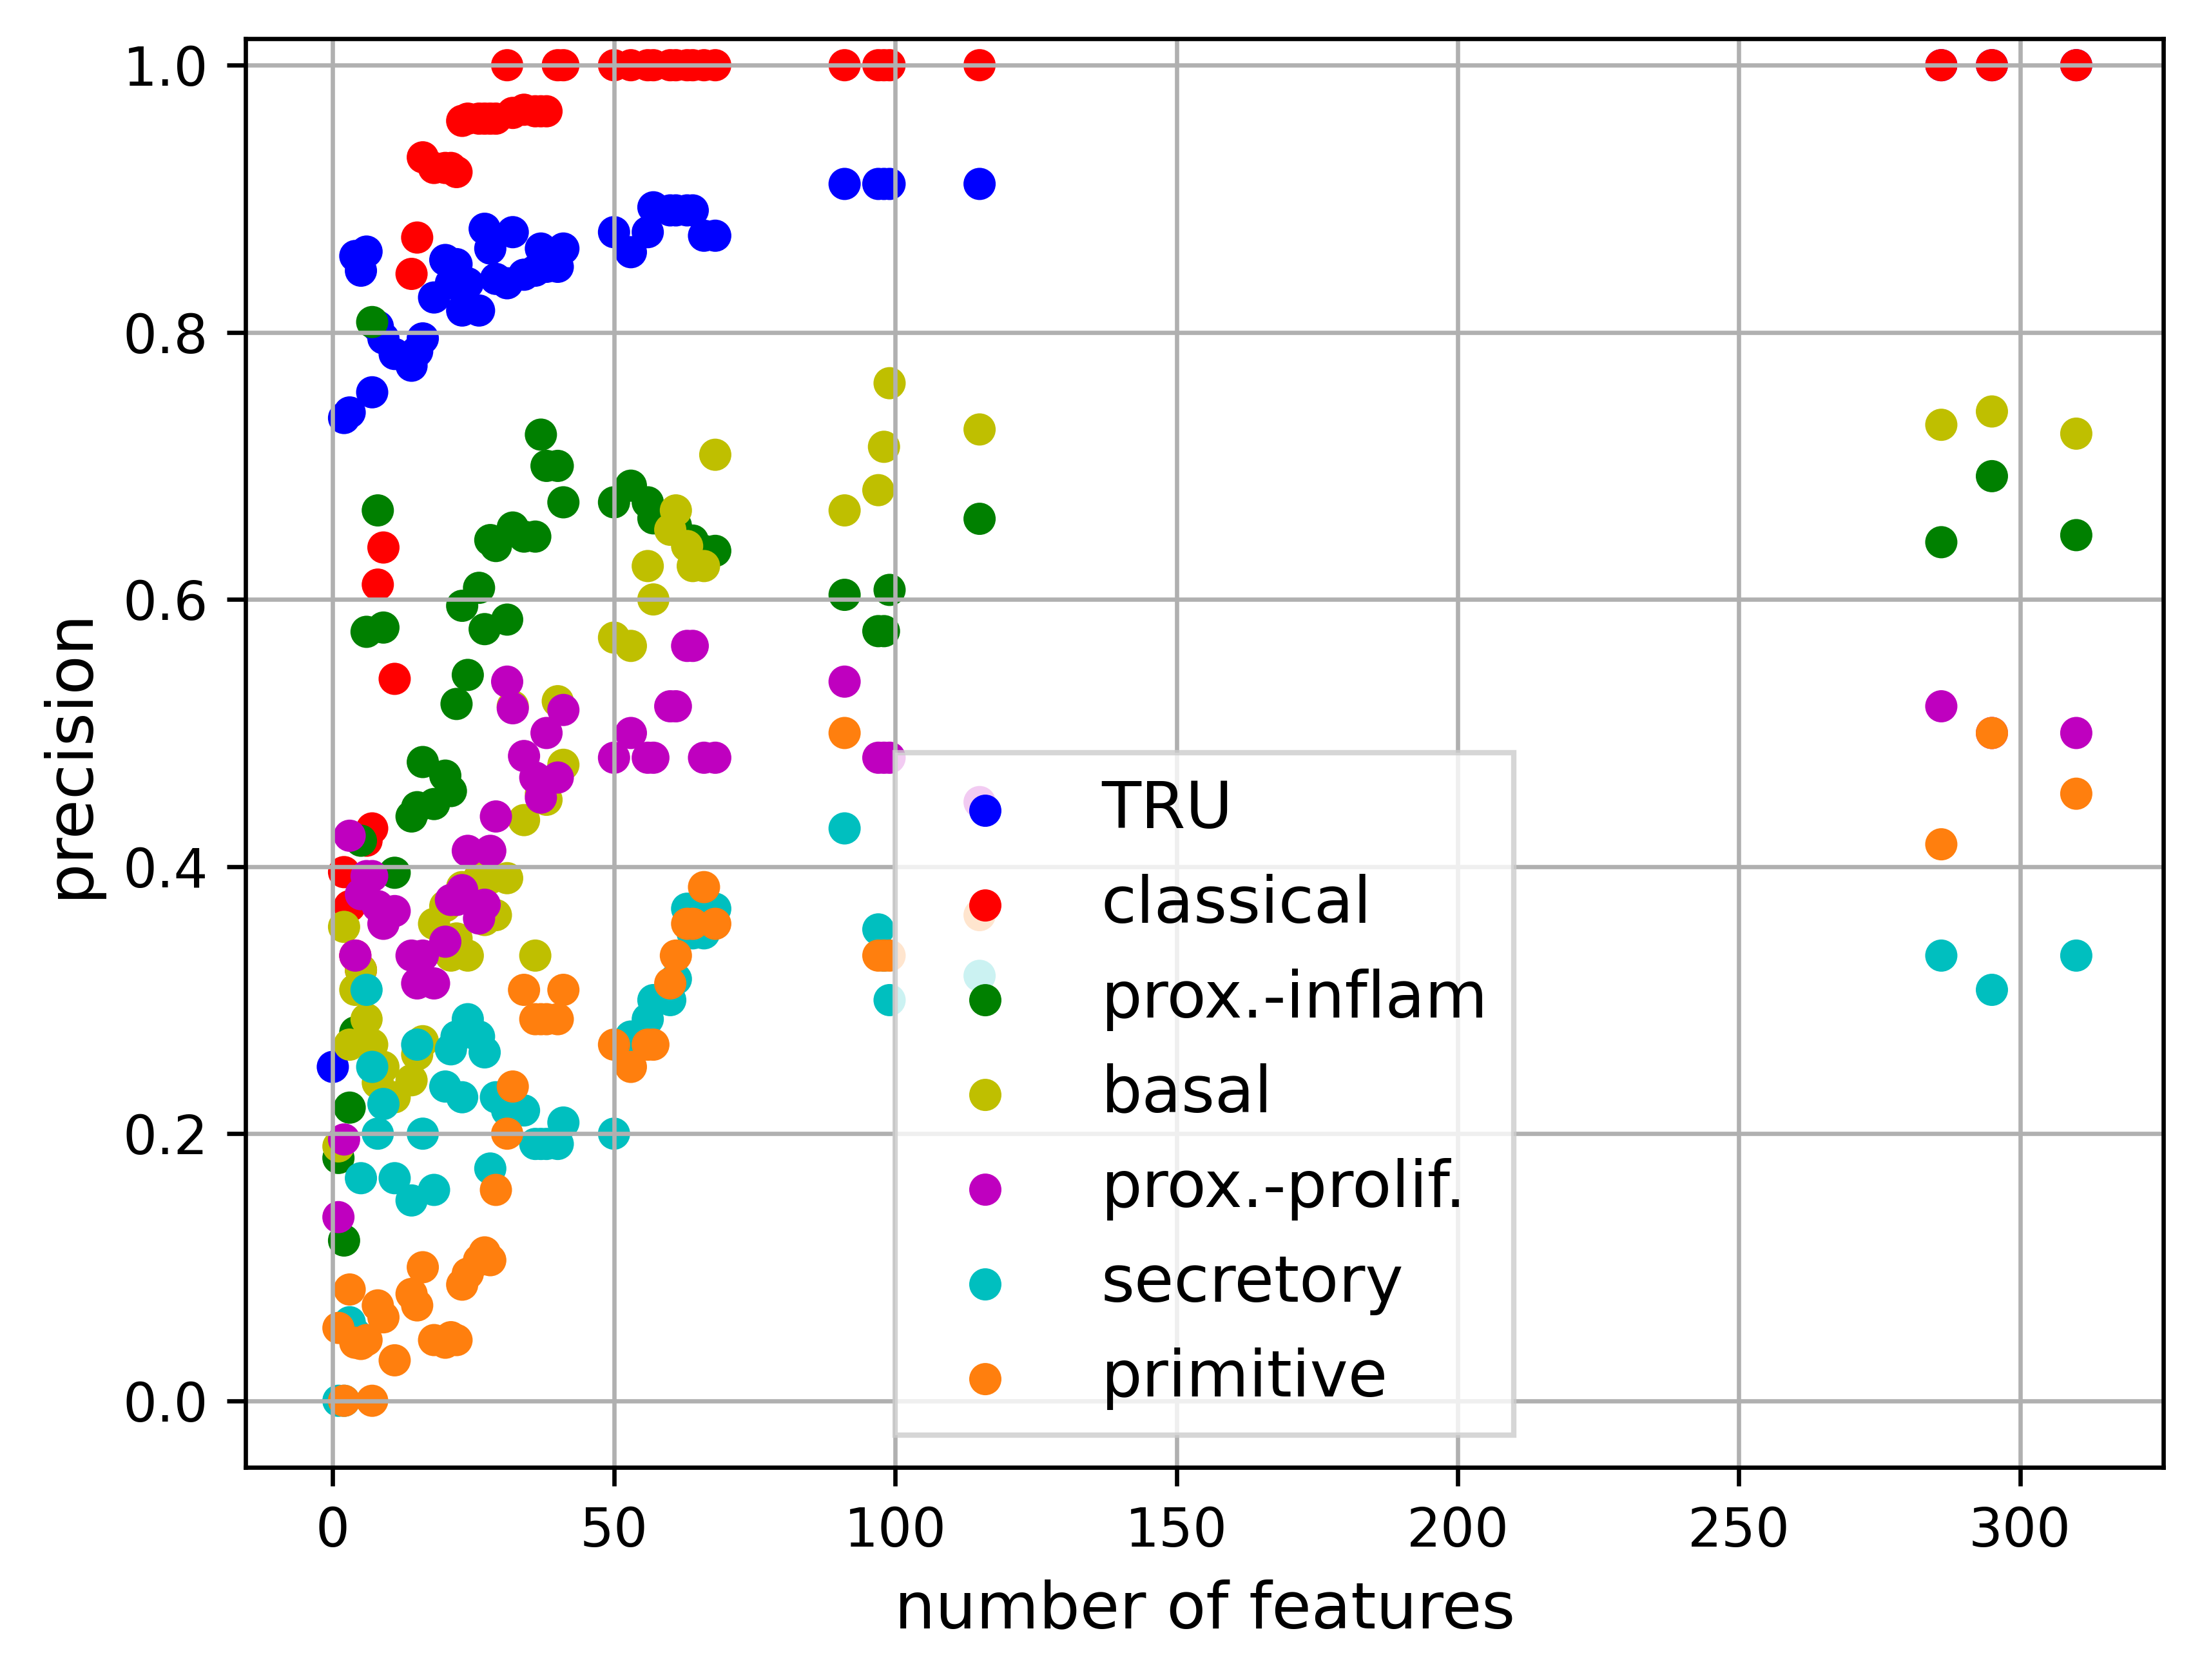 1.0
0.8
0.6
0.4
0.2
0.0
precision
TRU
classical
prox.-inflam
basal
prox.-prolif.
secretory
primitive
0 50 100 150 200 250 300
number of features